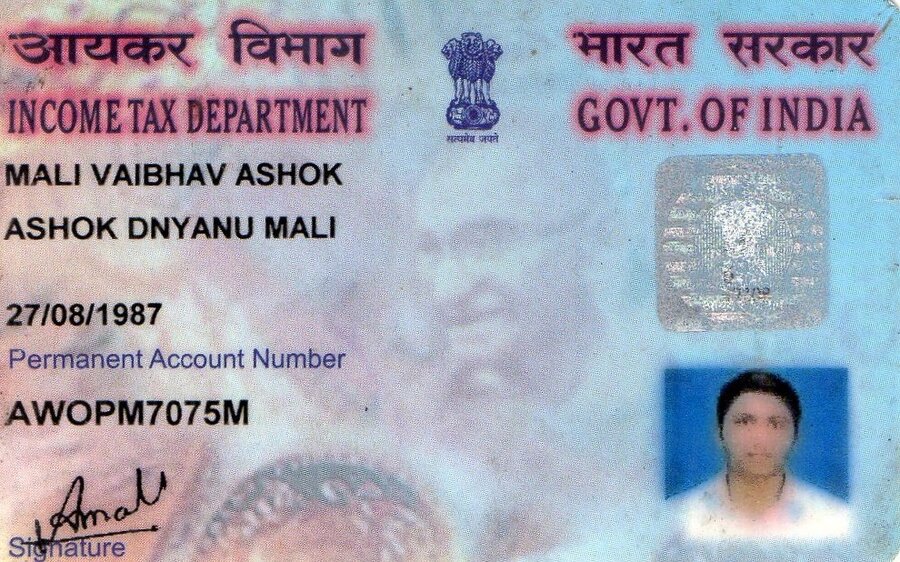 आयकर विभाग
भारत सरकार
INCOME TAX DEPARTMENT
GOVT. OF INDIA
सत्यमेव जयते
MALI VAIBHAV ASHOK
ASHOK DNYANU MALI
27/08/1987
Permanent Account Number
AWOPM7075M
Signature